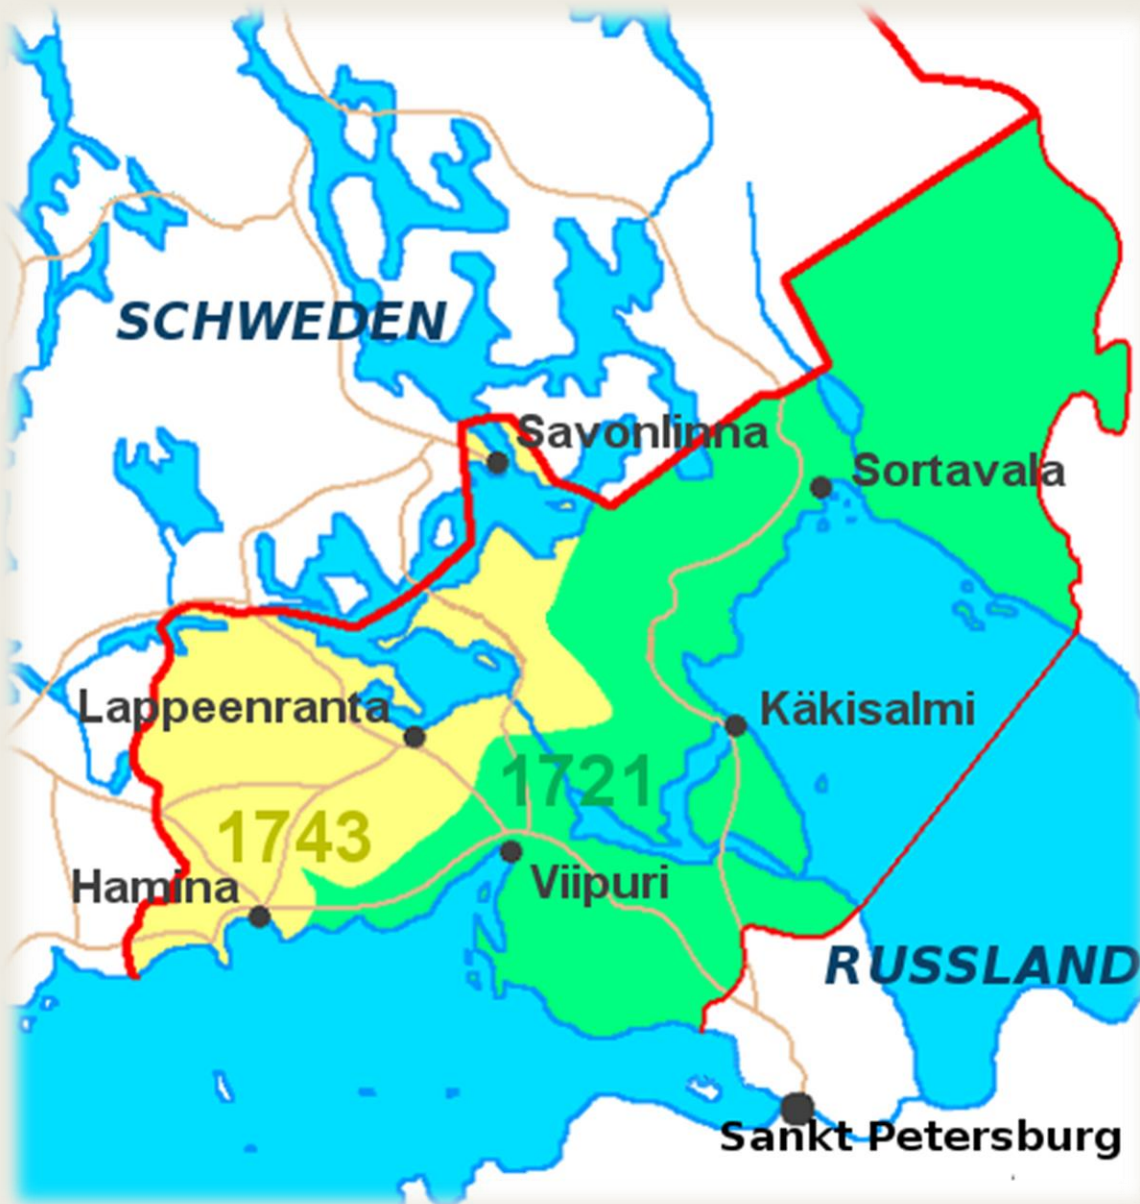 SCHWEDEN
Savonlinna
Sortavala
Lappeenranta
Käkisalmi
1721
1743
Hamina
Viipuri
RUSSLAND
Sankt Petersburg